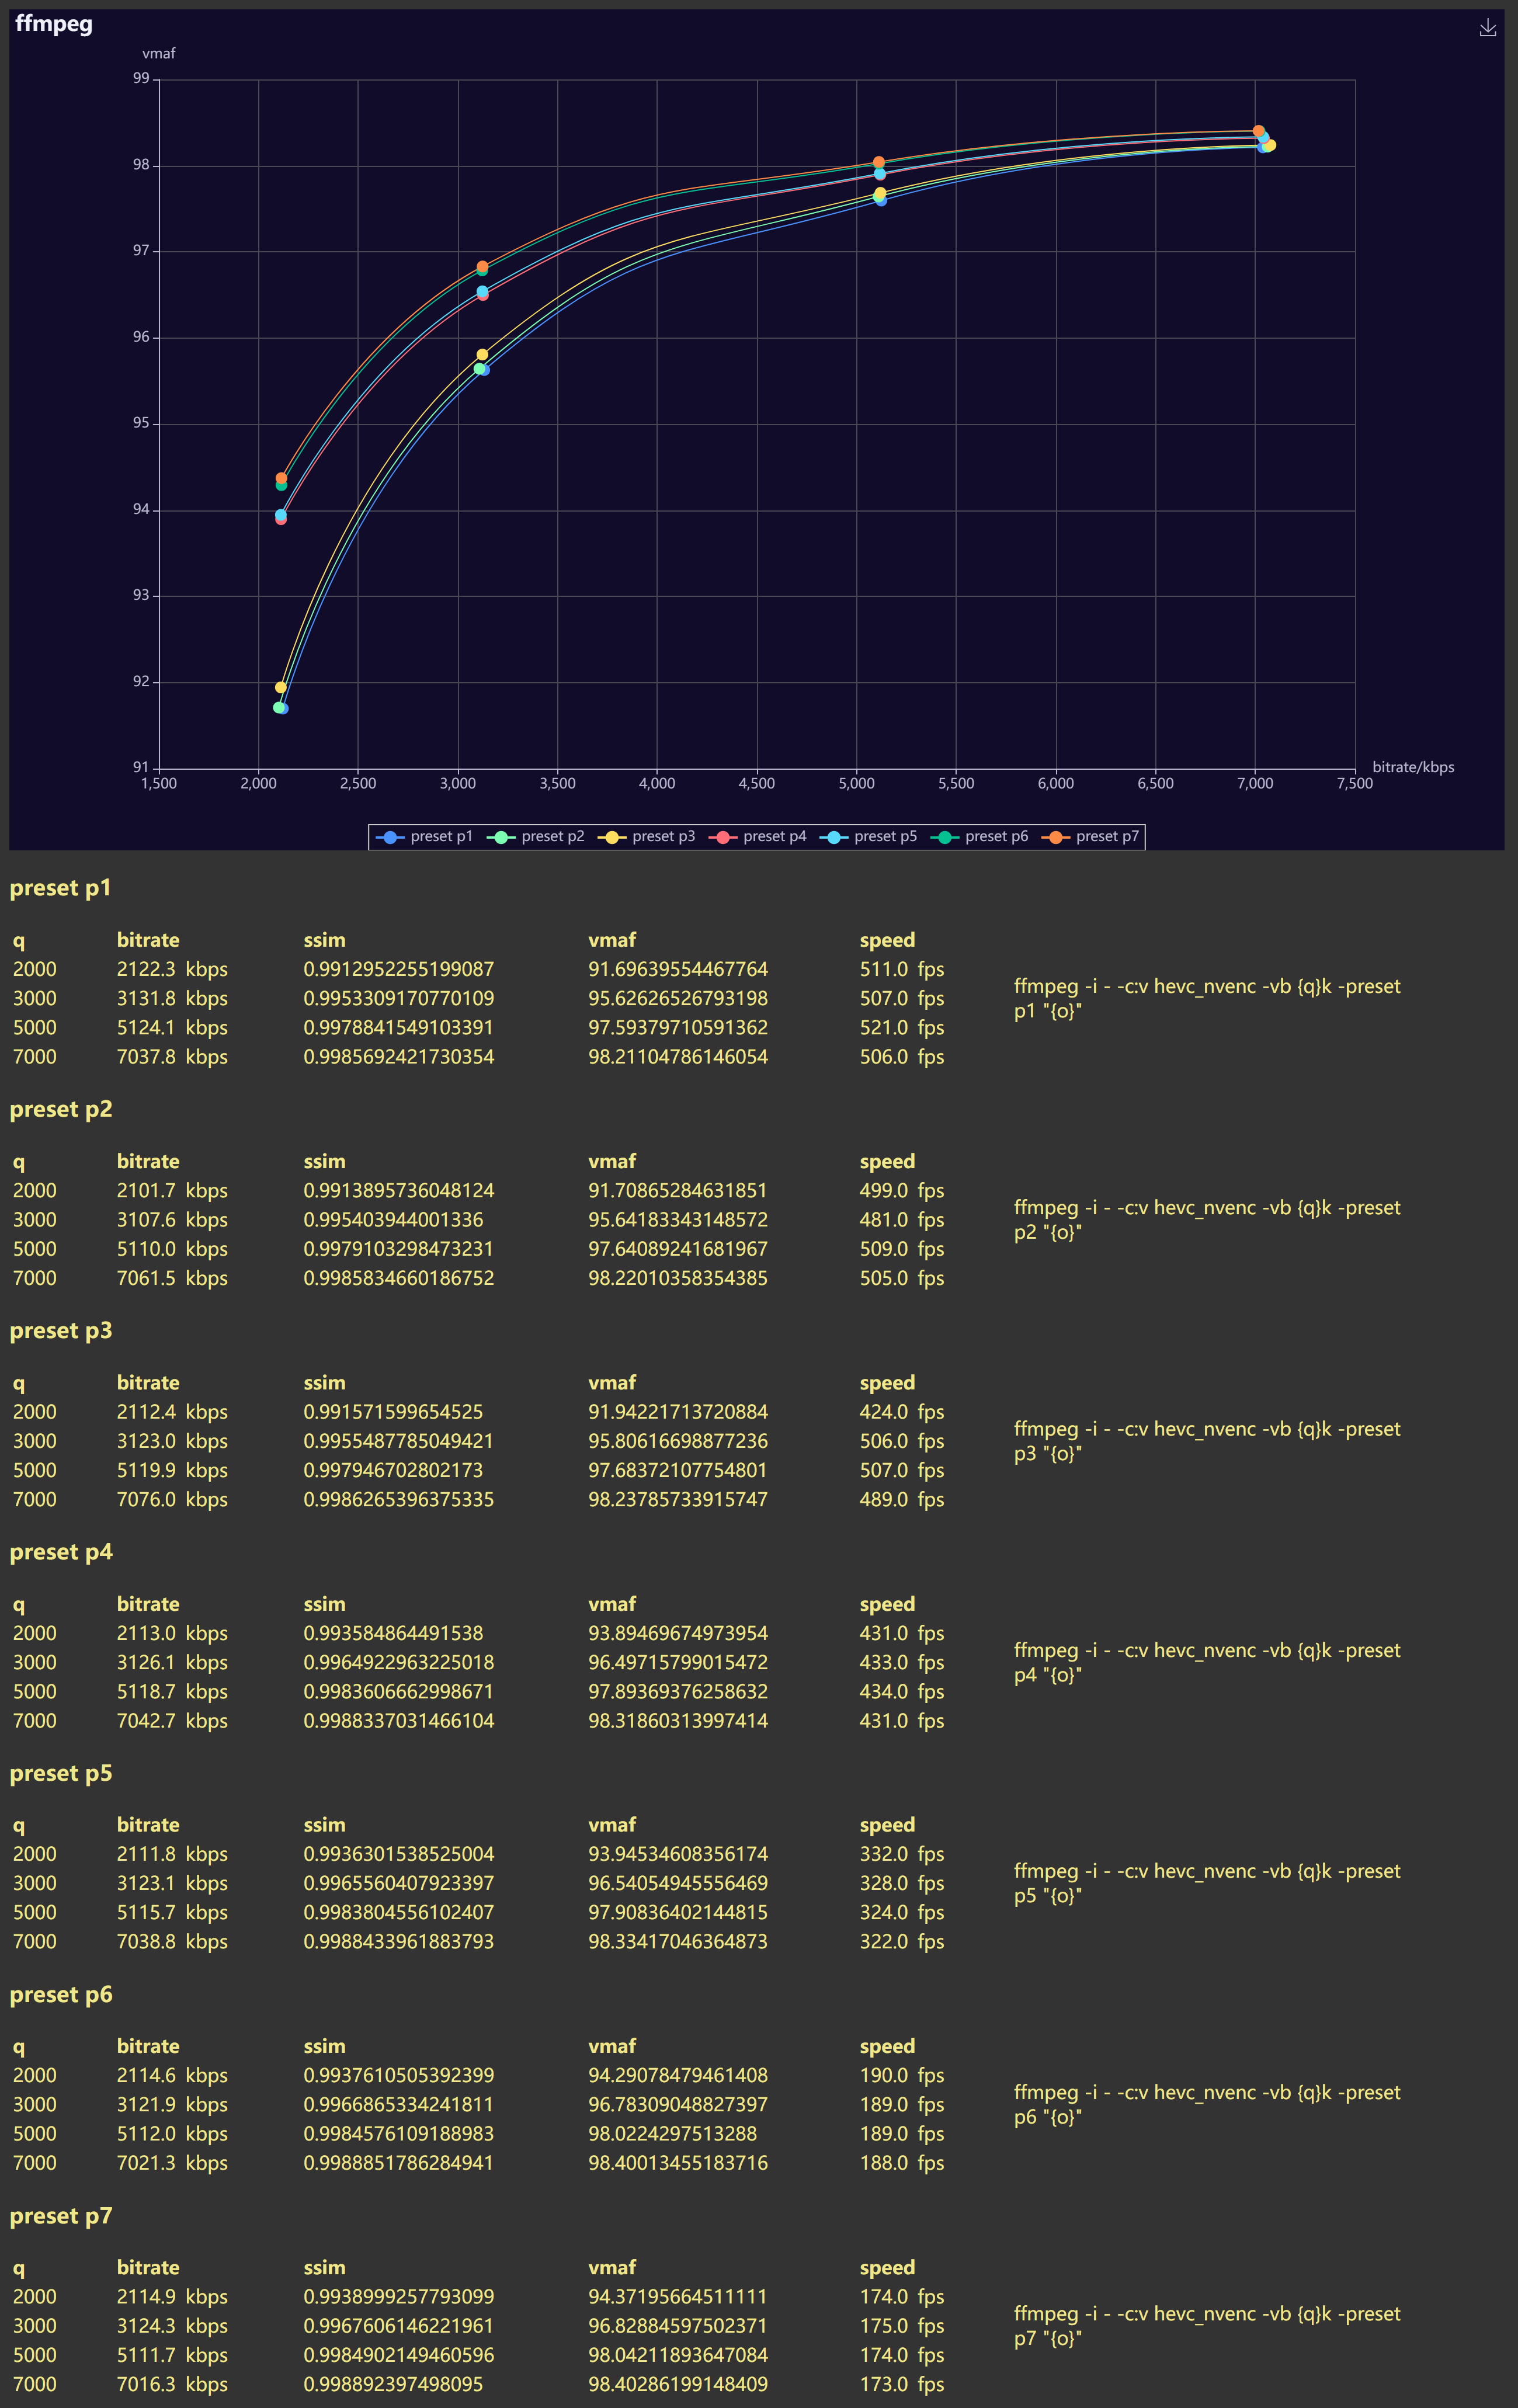 ffmpeg
vmaf
99
98
97
96
95
94
93
92
91
1,500 2,000 2,500 3,000 3,500 4,000 4,500 5,000 5,500 6,000 6,500 7,000 7,500
bitrate/kbps
preset p1 preset p2 preset p3 preset p4 preset p5 preset p6 preset p7
preset p1
q bitrate ssim vmaf speed
2000 2122.3 kbps 0.9912952255199087 91.69639554467764 511.0 fps
3000 3131.8 kbps 0.9953309170770109 95.62626526793198 507.0 fps
5000 5124.1 kbps 0.9978841549103391 97.59379710591362 521.0 fps
7000 7037.8 kbps 0.9985692421730354 98.21104786146054 506.0 fps
ffmpeg -i - -c:v hevc_nvenc -vb {q}k -preset
p1 "{o}"
preset p2
q bitrate ssim vmaf speed
2000 2101.7 kbps 0.9913895736048124 91.70865284631851 499.0 fps
3000 3107.6 kbps 0.995403944001336 95.64183343148572 481.0 fps
5000 5110.0 kbps 0.9979103298473231 97.64089241681967 509.0 fps
7000 7061.5 kbps 0.9985834660186752 98.22010358354385 505.0 fps
ffmpeg -i - -c:v hevc_nvenc -vb {q}k -preset
p2 "{o}"
preset p3
q bitrate ssim vmaf speed
2000 2112.4 kbps 0.991571599654525 91.94221713720884 424.0 fps
3000 3123.0 kbps 0.9955487785049421 95.80616698877236 506.0 fps
5000 5119.9 kbps 0.997946702802173 97.68372107754801 507.0 fps
7000 7076.0 kbps 0.9986265396375335 98.23785733915747 489.0 fps
ffmpeg -i - -c:v hevc_nvenc -vb {q}k -preset
p3 "{o}"
preset p4
q bitrate ssim vmaf speed
2000 2113.0 kbps 0.993584864491538 93.89469674973954 431.0 fps
3000 3126.1 kbps 0.9964922963225018 96.49715799015472 433.0 fps
5000 5118.7 kbps 0.9983606662998671 97.89369376258632 434.0 fps
7000 7042.7 kbps 0.9988337031466104 98.31860313997414 431.0 fps
ffmpeg -i - -c:v hevc_nvenc -vb {q}k -preset
p4 "{o}"
preset p5
q bitrate ssim vmaf speed
2000 2111.8 kbps 0.9936301538525004 93.94534608356174 332.0 fps
3000 3123.1 kbps 0.9965560407923397 96.54054945556469 328.0 fps
5000 5115.7 kbps 0.9983804556102407 97.90836402144815 324.0 fps
7000 7038.8 kbps 0.9988433961883793 98.33417046364873 322.0 fps
ffmpeg -i - -c:v hevc_nvenc -vb {q}k -preset
p5 "{o}"
preset p6
q bitrate ssim vmaf speed
2000 2114.6 kbps 0.9937610505392399 94.29078479461408 190.0 fps
3000 3121.9 kbps 0.9966865334241811 96.78309048827397 189.0 fps
5000 5112.0 kbps 0.9984576109188983 98.0224297513288 189.0 fps
7000 7021.3 kbps 0.9988851786284941 98.40013455183716 188.0 fps
ffmpeg -i - -c:v hevc_nvenc -vb {q}k -preset
p6 "{o}"
preset p7
q bitrate ssim vmaf speed
2000 2114.9 kbps 0.9938999257793099 94.37195664511111 174.0 fps
3000 3124.3 kbps 0.9967606146221961 96.82884597502371 175.0 fps
5000 5111.7 kbps 0.9984902149460596 98.04211893647084 174.0 fps
7000 7016.3 kbps 0.998892397498095 98.40286199148409 173.0 fps
ffmpeg -i - -c:v hevc_nvenc -vb {q}k -preset
p7 "{o}"